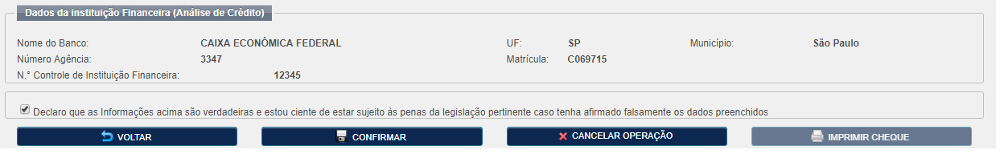 Dados da instituição Financeira (Análise de Crédito)
Nome do Banco: CAIXA ECONÔMICA FEDERAL UF: SP Município: São Paulo
Número Agência: 3347 Matrícula: C069715
N.° Controle de Instituição Financeira: 12345
Declaro que as Informações acima são verdadeiras e estou ciente de estar sujeito às penas da legislação pertinente caso tenha afirmado falsamente os dados preenchidos
VOLTAR CONFIRMAR CANCELAR OPERAÇÃO IMPRIMIR CHEQUE